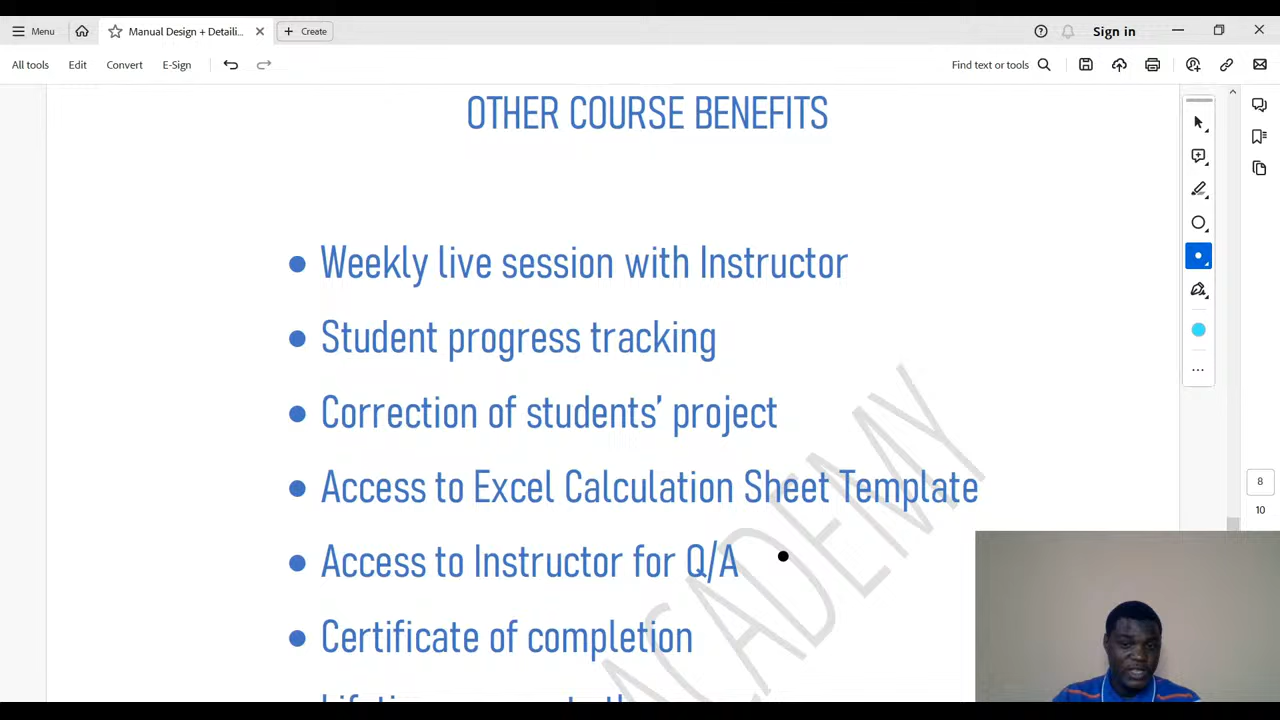 Menu
Manual Design + Detaili...
Create
Sign in
All tools
Edit
Convert
E-Sign
Find text or tools
OTHER COURSE BENEFITS
Weekly live session with Instructor
Student progress tracking
Correction of students' project
Access to Excel Calculation Sheet Template
Access to Instructor for Q/A
Certificate of completion
ACADEMY
8
10